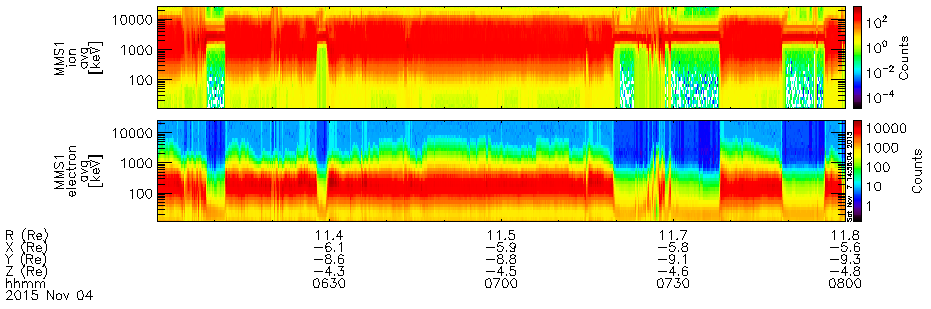 MMS1
ion
avg
[keV]
10000
1000
100
10²
10⁰
10⁻²
10⁻⁴
Counts
MMS1
electron
avg
[keV]
10000
1000
100
10000
1000
100
10
1
Counts
R (Re) 11.4 11.5 11.7 11.8
X (Re) −6.1 −5.9 −5.8 −5.6
Y (Re) −8.6 −8.8 −9.1 −9.3
Z (Re) −4.3 −4.5 −4.6 −4.8
hhmm 0630 0700 0730 0800
2015 Nov 04